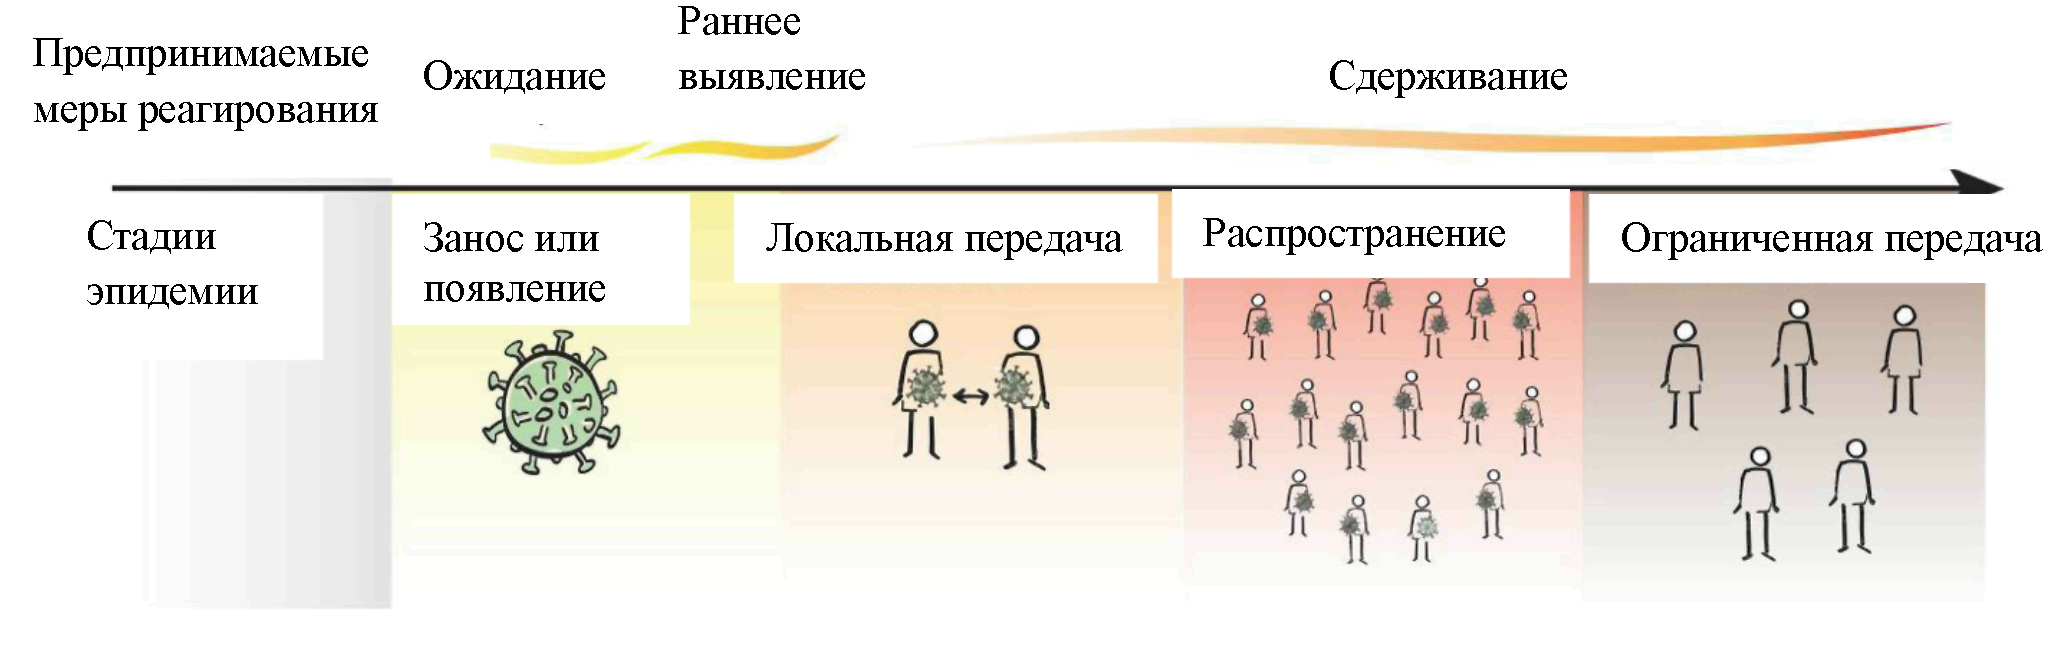 Предпринимаемые
меры реагирования
Ожидание
Раннее
выявление
Сдерживание
Стадии
эпидемии
Занос или
появление
Локальная передача
Распространение
Ограниченная передача